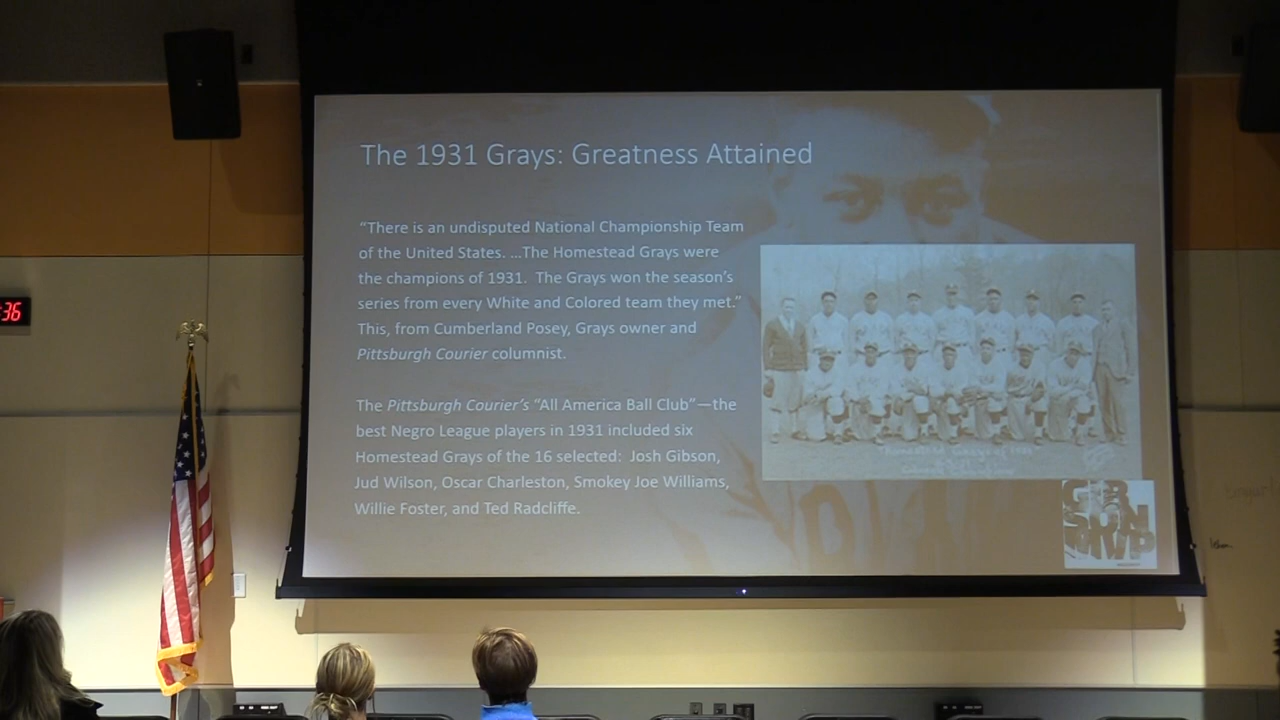 The 1931 Grays: Greatness Attained
“There is an undisputed National Championship Team
of the United States. ...The Homestead Grays were
the champions of 1931. The Grays won the season’s
series from every White and Colored team they met.”
This, from Cumberland Posey, Grays owner and
Pittsburgh Courier columnist.
The Pittsburgh Courier’s “All America Ball Club”—the
best Negro League players in 1931 included six
Homestead Grays of the 16 selected: Josh Gibson,
Jud Wilson, Oscar Charleston, Smokey Joe Williams,
Willie Foster, and Ted Radcliffe.
:36